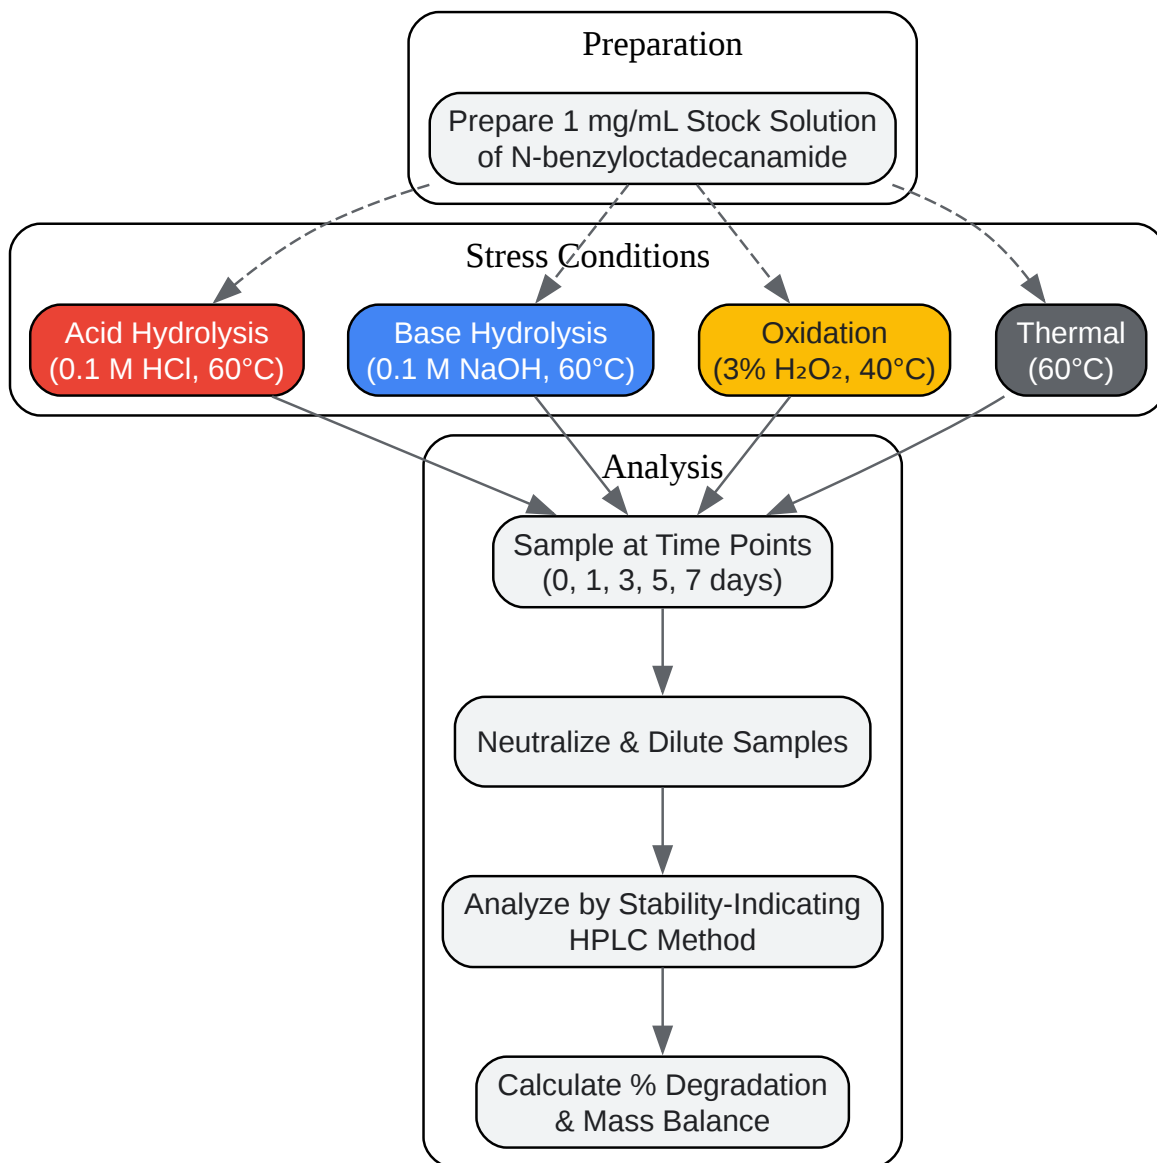 Preparation
Prepare 1 mg/mL Stock Solution
of N-benzyloctadecanamide
Stress Conditions
Acid Hydrolysis
(0.1 M HCl, 60°C)
Base Hydrolysis
(0.1 M NaOH, 60°C)
Oxidation
(3% H₂O₂, 40°C)
Thermal
(60°C)
Analysis
Sample at Time Points
(0, 1, 3, 5, 7 days)
Neutralize & Dilute Samples
Analyze by Stability-Indicating
HPLC Method
Calculate % Degradation
& Mass Balance